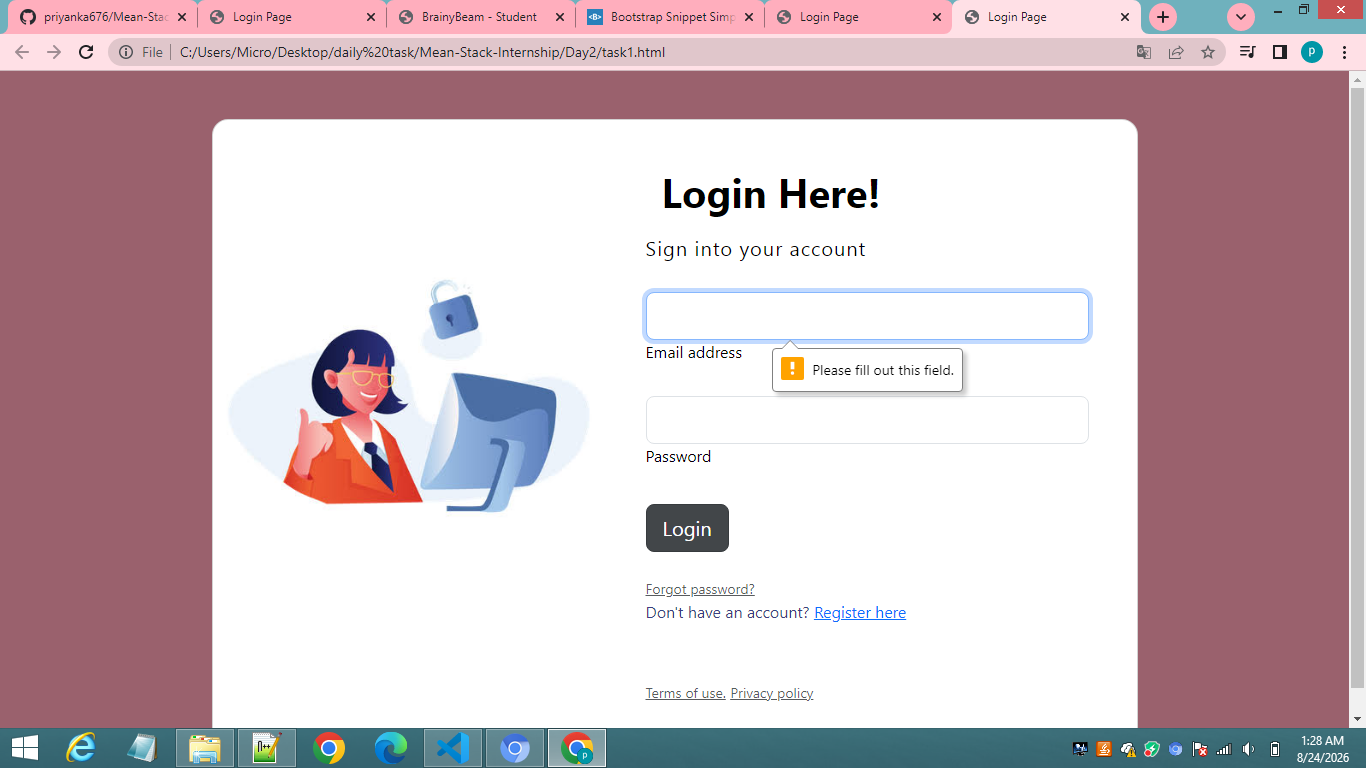 priyanka676/Mean-Stac
Login Page
BrainyBeam - Student
Bootstrap Snippet Simp
Login Page
Login Page
File
C:/Users/Micro/Desktop/daily%20task/Mean-Stack-Internship/Day2/task1.html
P
Login Here!
Sign into your account
Email address
Please fill out this field.
Password
Login
Forgot password?
Don't have an account? Register here
Terms of use. Privacy policy
1:28 AM
8/24/2026